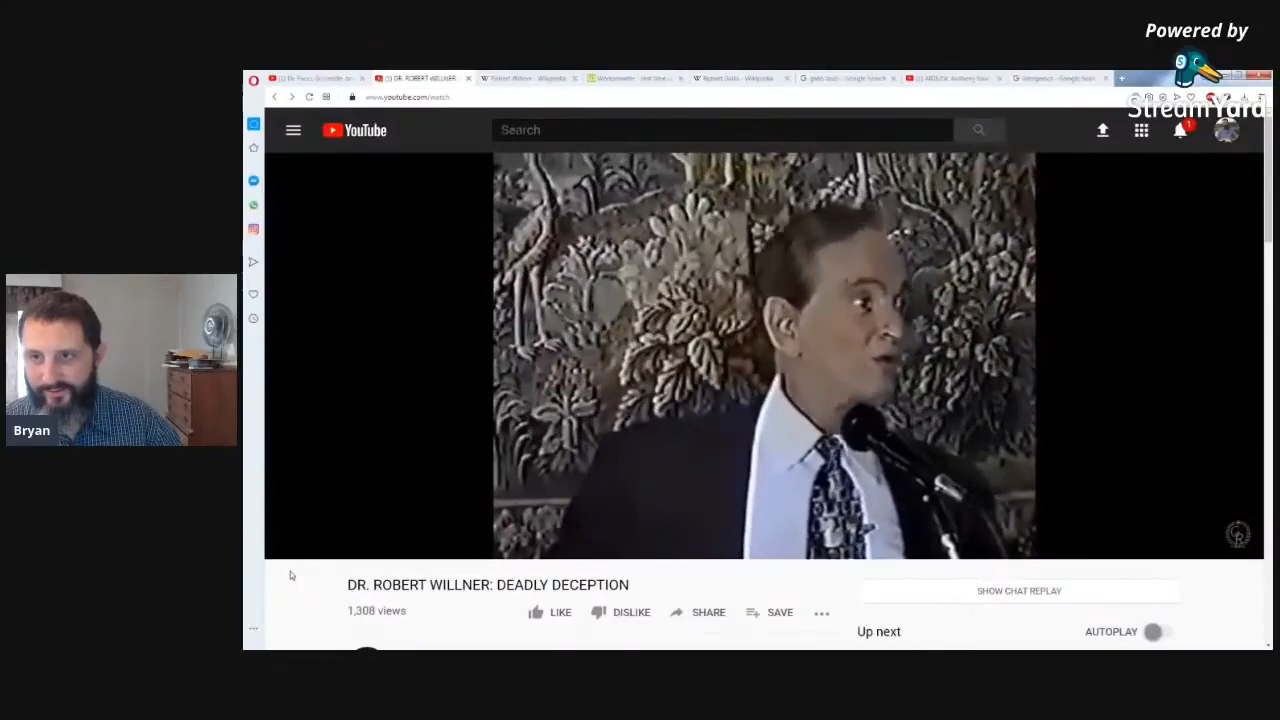 Powered by
StreamYard
www.youtube.com/watch
YouTube
Search
1
Bryan
DR. ROBERT WILLNER: DEADLY DECEPTION
1,308 views
LIKE
DISLIKE
SHARE
SAVE
SHOW CHAT REPLAY
Up next
AUTOPLAY